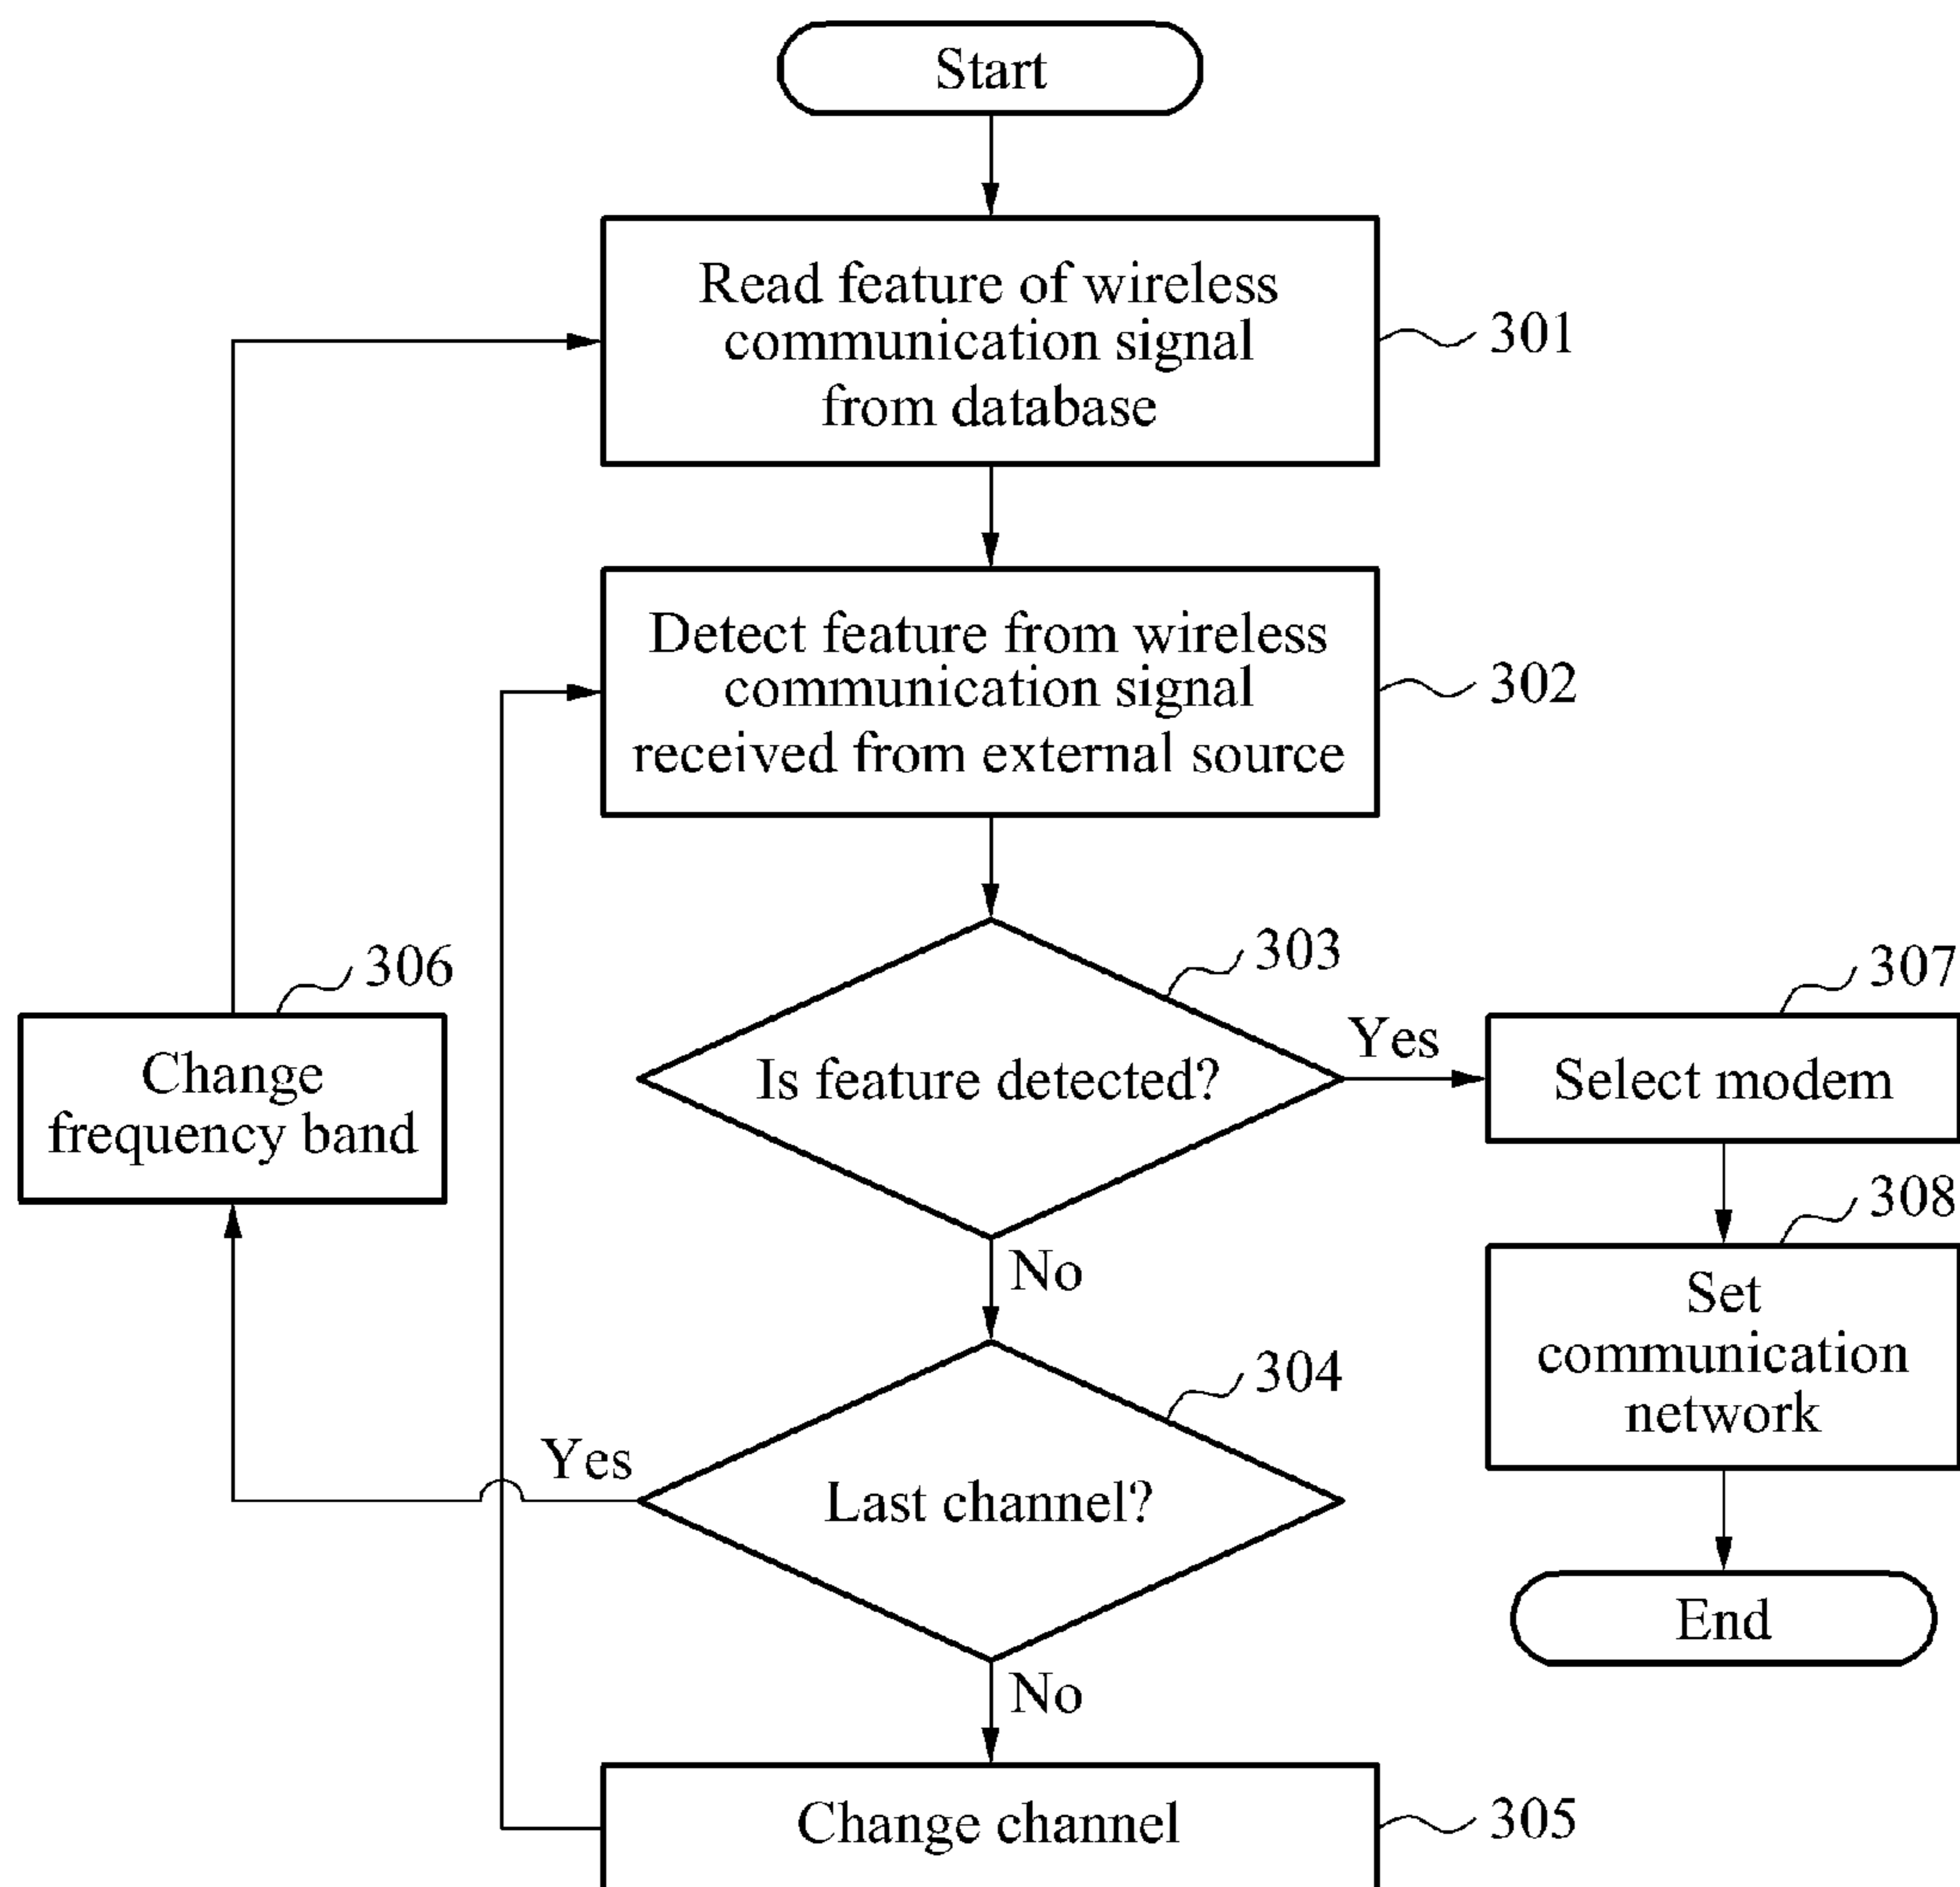 Start
Read feature of wireless
communication signal
from database
301
Detect feature from wireless
communication signal
received from external source
302
306
Change
frequency band
303
Is feature detected?
Yes
No
307
Select modem
308
Set
communication
network
304
Last channel?
Yes
No
End
Change channel
305